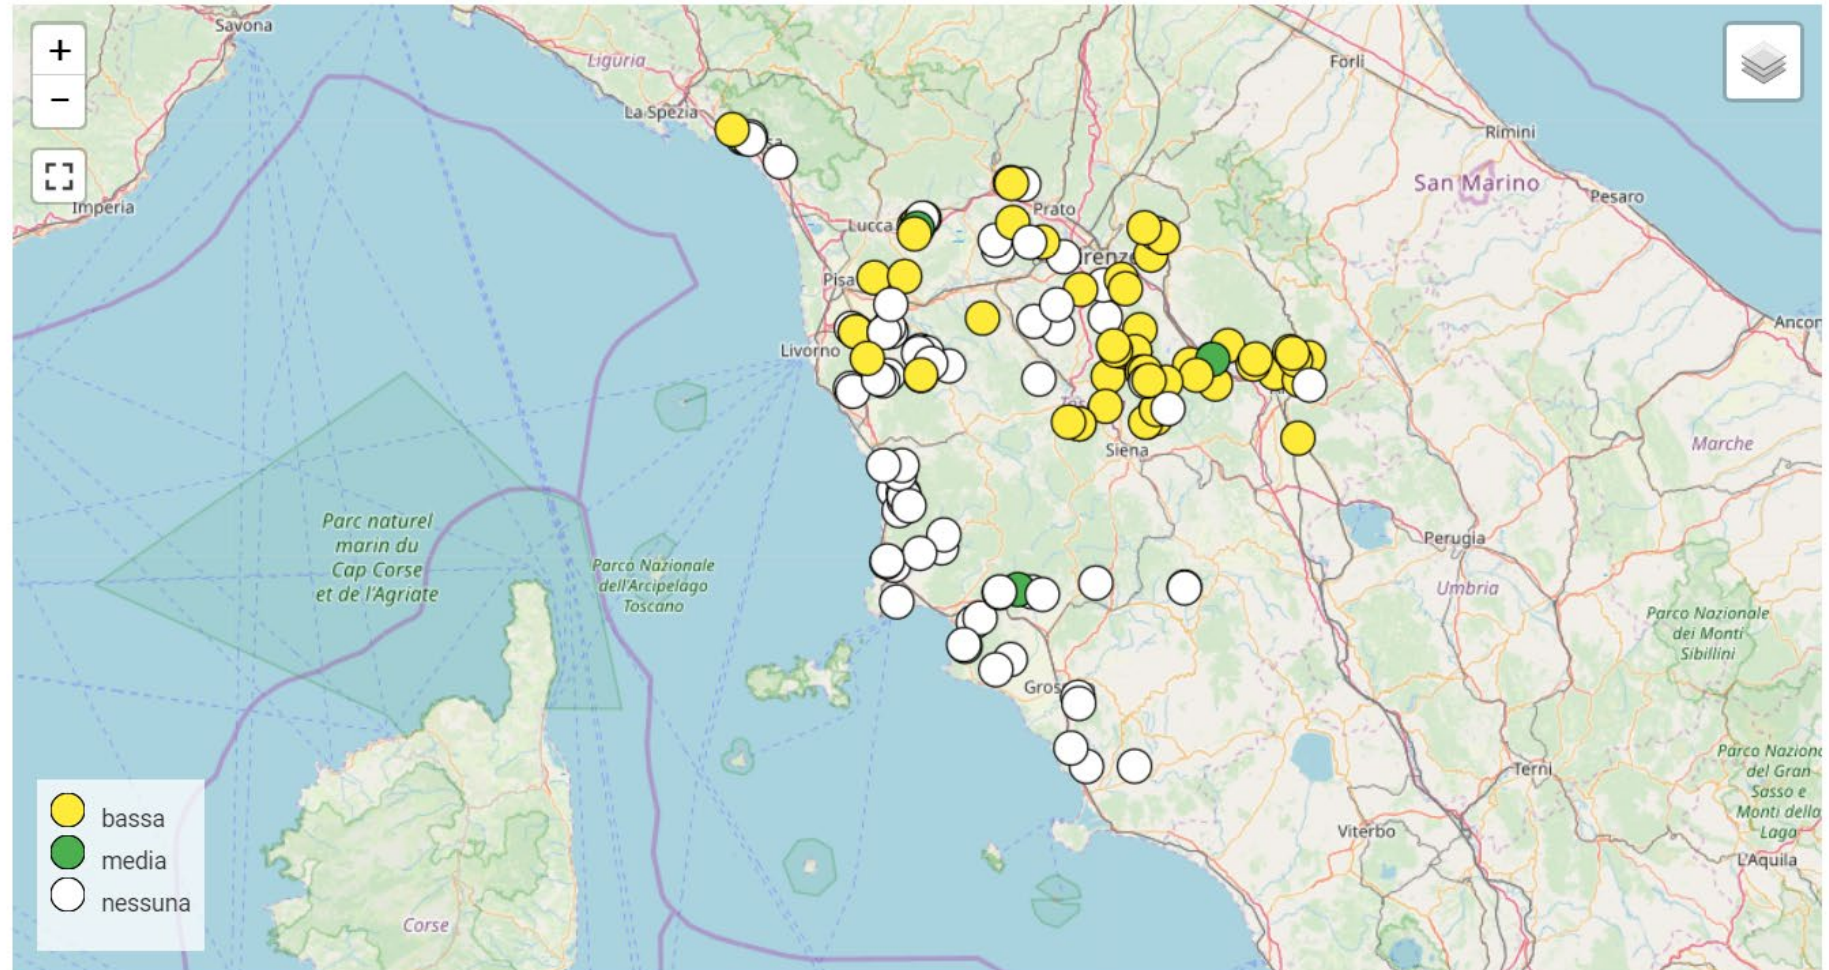 Savona
+
−
Liguria
Forlì
La Spezia
Rimini
Imperia
San Marino
Pesaro
Prato
Lucca
Pisa
Livorno
Siena
Marche
Parc naturel
marin du
Cap Corse
et de l'Agriate
Parco Nazionale
dell'Arcipelago
Toscano
Perugia
Umbria
Parco Nazionale
dei Monti
Sibillini
Gros
Terni
Parco Naziona
del Gran
Sasso e
Monti della
Laga
Viterbo
L'Aquila
Corse
bassa
media
nessuna